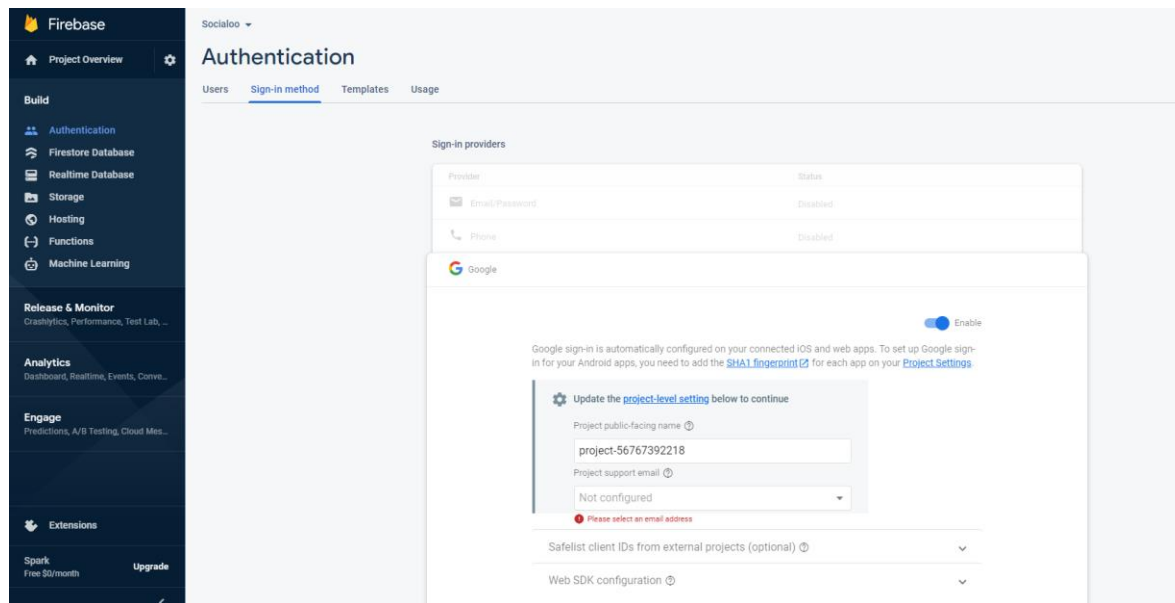 Firebase
Project Overview
Build
Authentication
Firestore Database
Realtime Database
Storage
Hosting
Functions
Machine Learning
Release & Monitor
Crashlytics, Performance, Test Lab, ...
Analytics
Dashboard, Realtime, Events, Conve...
Engage
Predictions, A/B Testing, Cloud Mes...
Extensions
Spark
Free $0/month
Upgrade
Socialoo
Authentication
Users Sign-in method Templates Usage
Sign-in providers
Provider Status
Email/Password Disabled
Phone Disabled
Google
Enable
Google sign-in is automatically configured on your connected iOS and web apps. To set up Google sign-
in for your Android apps, you need to add the SHA1 fingerprint for each app on your Project Settings.
Update the project-level setting below to continue
Project public-facing name
project-56767392218
Project support email
Not configured
Please select an email address
Safelist client IDs from external projects (optional)
Web SDK configuration